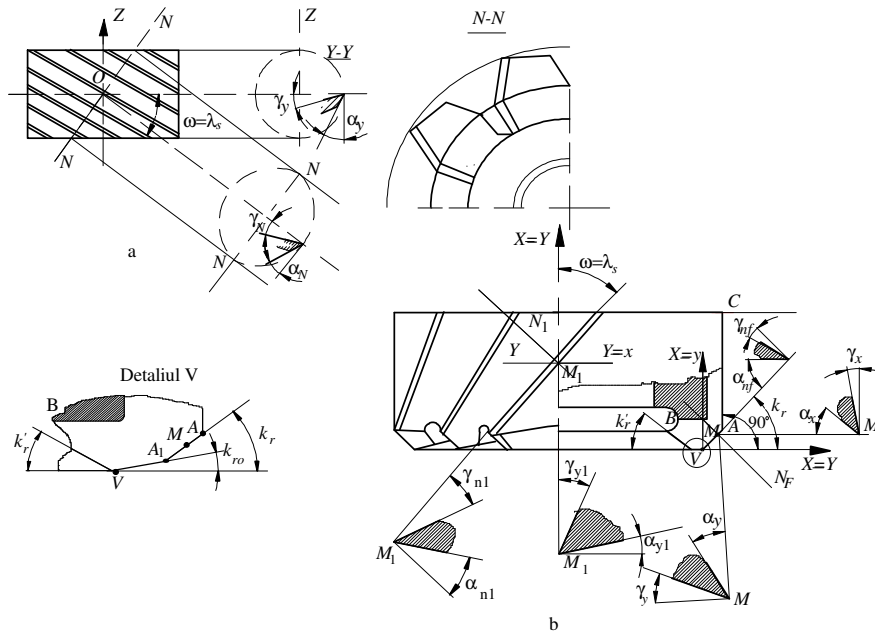 N
Z
Z
Y-Y
O
γy
αy
ω=λs
N
N
γN
N
αN
a
N-N
X=Y
ω=λs
C
N1
Y
Y=x
M1
X=y
γnf
αnf
γx
αx
kr
M
B
k'r
M
A
90°
V
X=Y
NF
Detaliul V
B
k'r
A
M
A1
kro
kr
V
γn1
M1
αn1
γy1
αy1
M1
αy
γy
M
b